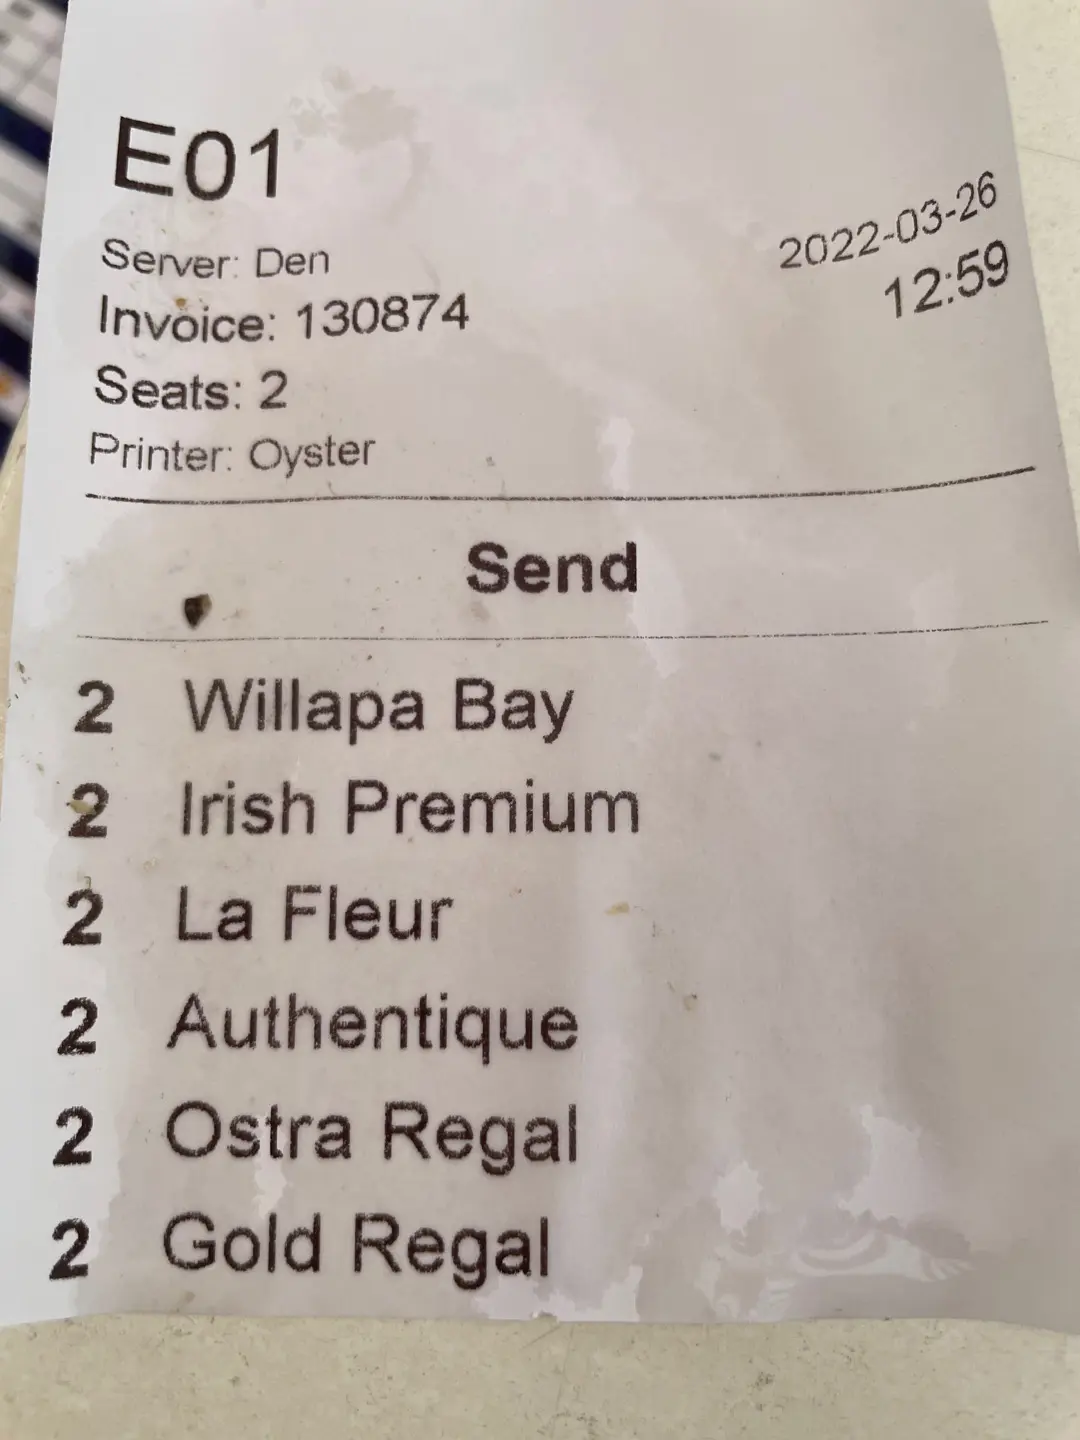 E01
2022-03-26
Server: Den
12:59
Invoice: 130874
Seats: 2
Printer: Oyster
Send
2 Willapa Bay
2 Irish Premium
2 La Fleur
2 Authentique
2 Ostra Regal
2 Gold Regal